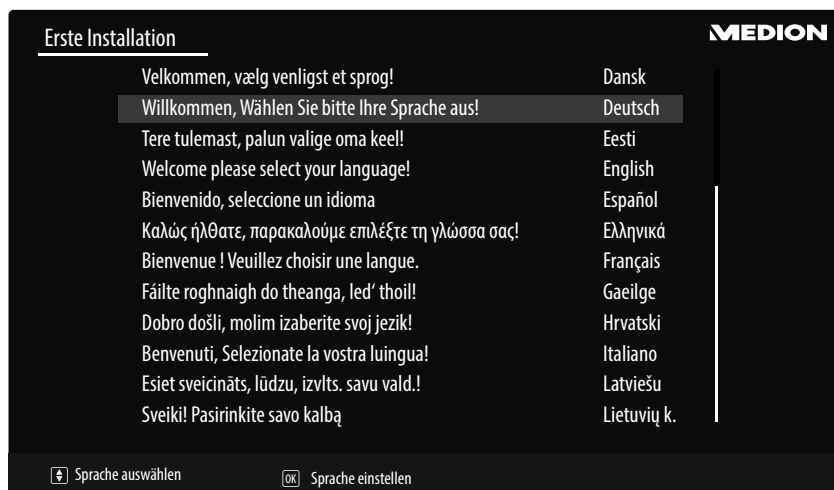 Erste Installation
MEDION
Velkommen, vælg venligst et sprog! Dansk
Willkommen, Wählen Sie bitte Ihre Sprache aus! Deutsch
Tere tulemast, palun valige oma keel! Eesti
Welcome please select your language! English
Bienvenido, seleccione un idioma Español
Καλώς ήλθατε, παρακαλούμε επιλέξτε τη γλώσσα σας! Ελληνικά
Bienvenue ! Veuillez choisir une langue. Français
Fáilte roghnaigh do theanga, led‘ thoil! Gaeilge
Dobro došli, molim izaberite svoj jezik! Hrvatski
Benvenuti, Selezionate la vostra luingua! Italiano
Esiet sveicināts, lūdzu, izvlts. savu vald.! Latviešu
Sveiki! Pasirinkite savo kalbą Lietuvių k.
Sprache auswählen OK Sprache einstellen